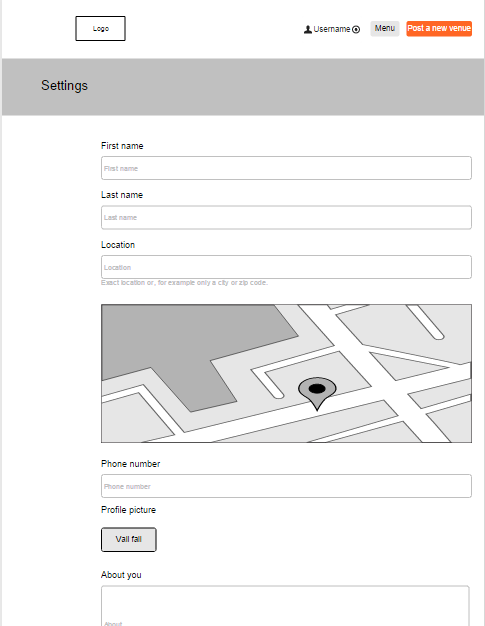 Logo
Username
Menu
Post a new venue
Settings
First name
First name
Last name
Last name
Location
Location
Exact location or, for example only a city or zip code.
Phone number
Phone number
Profile picture
Vali fail
About you
About